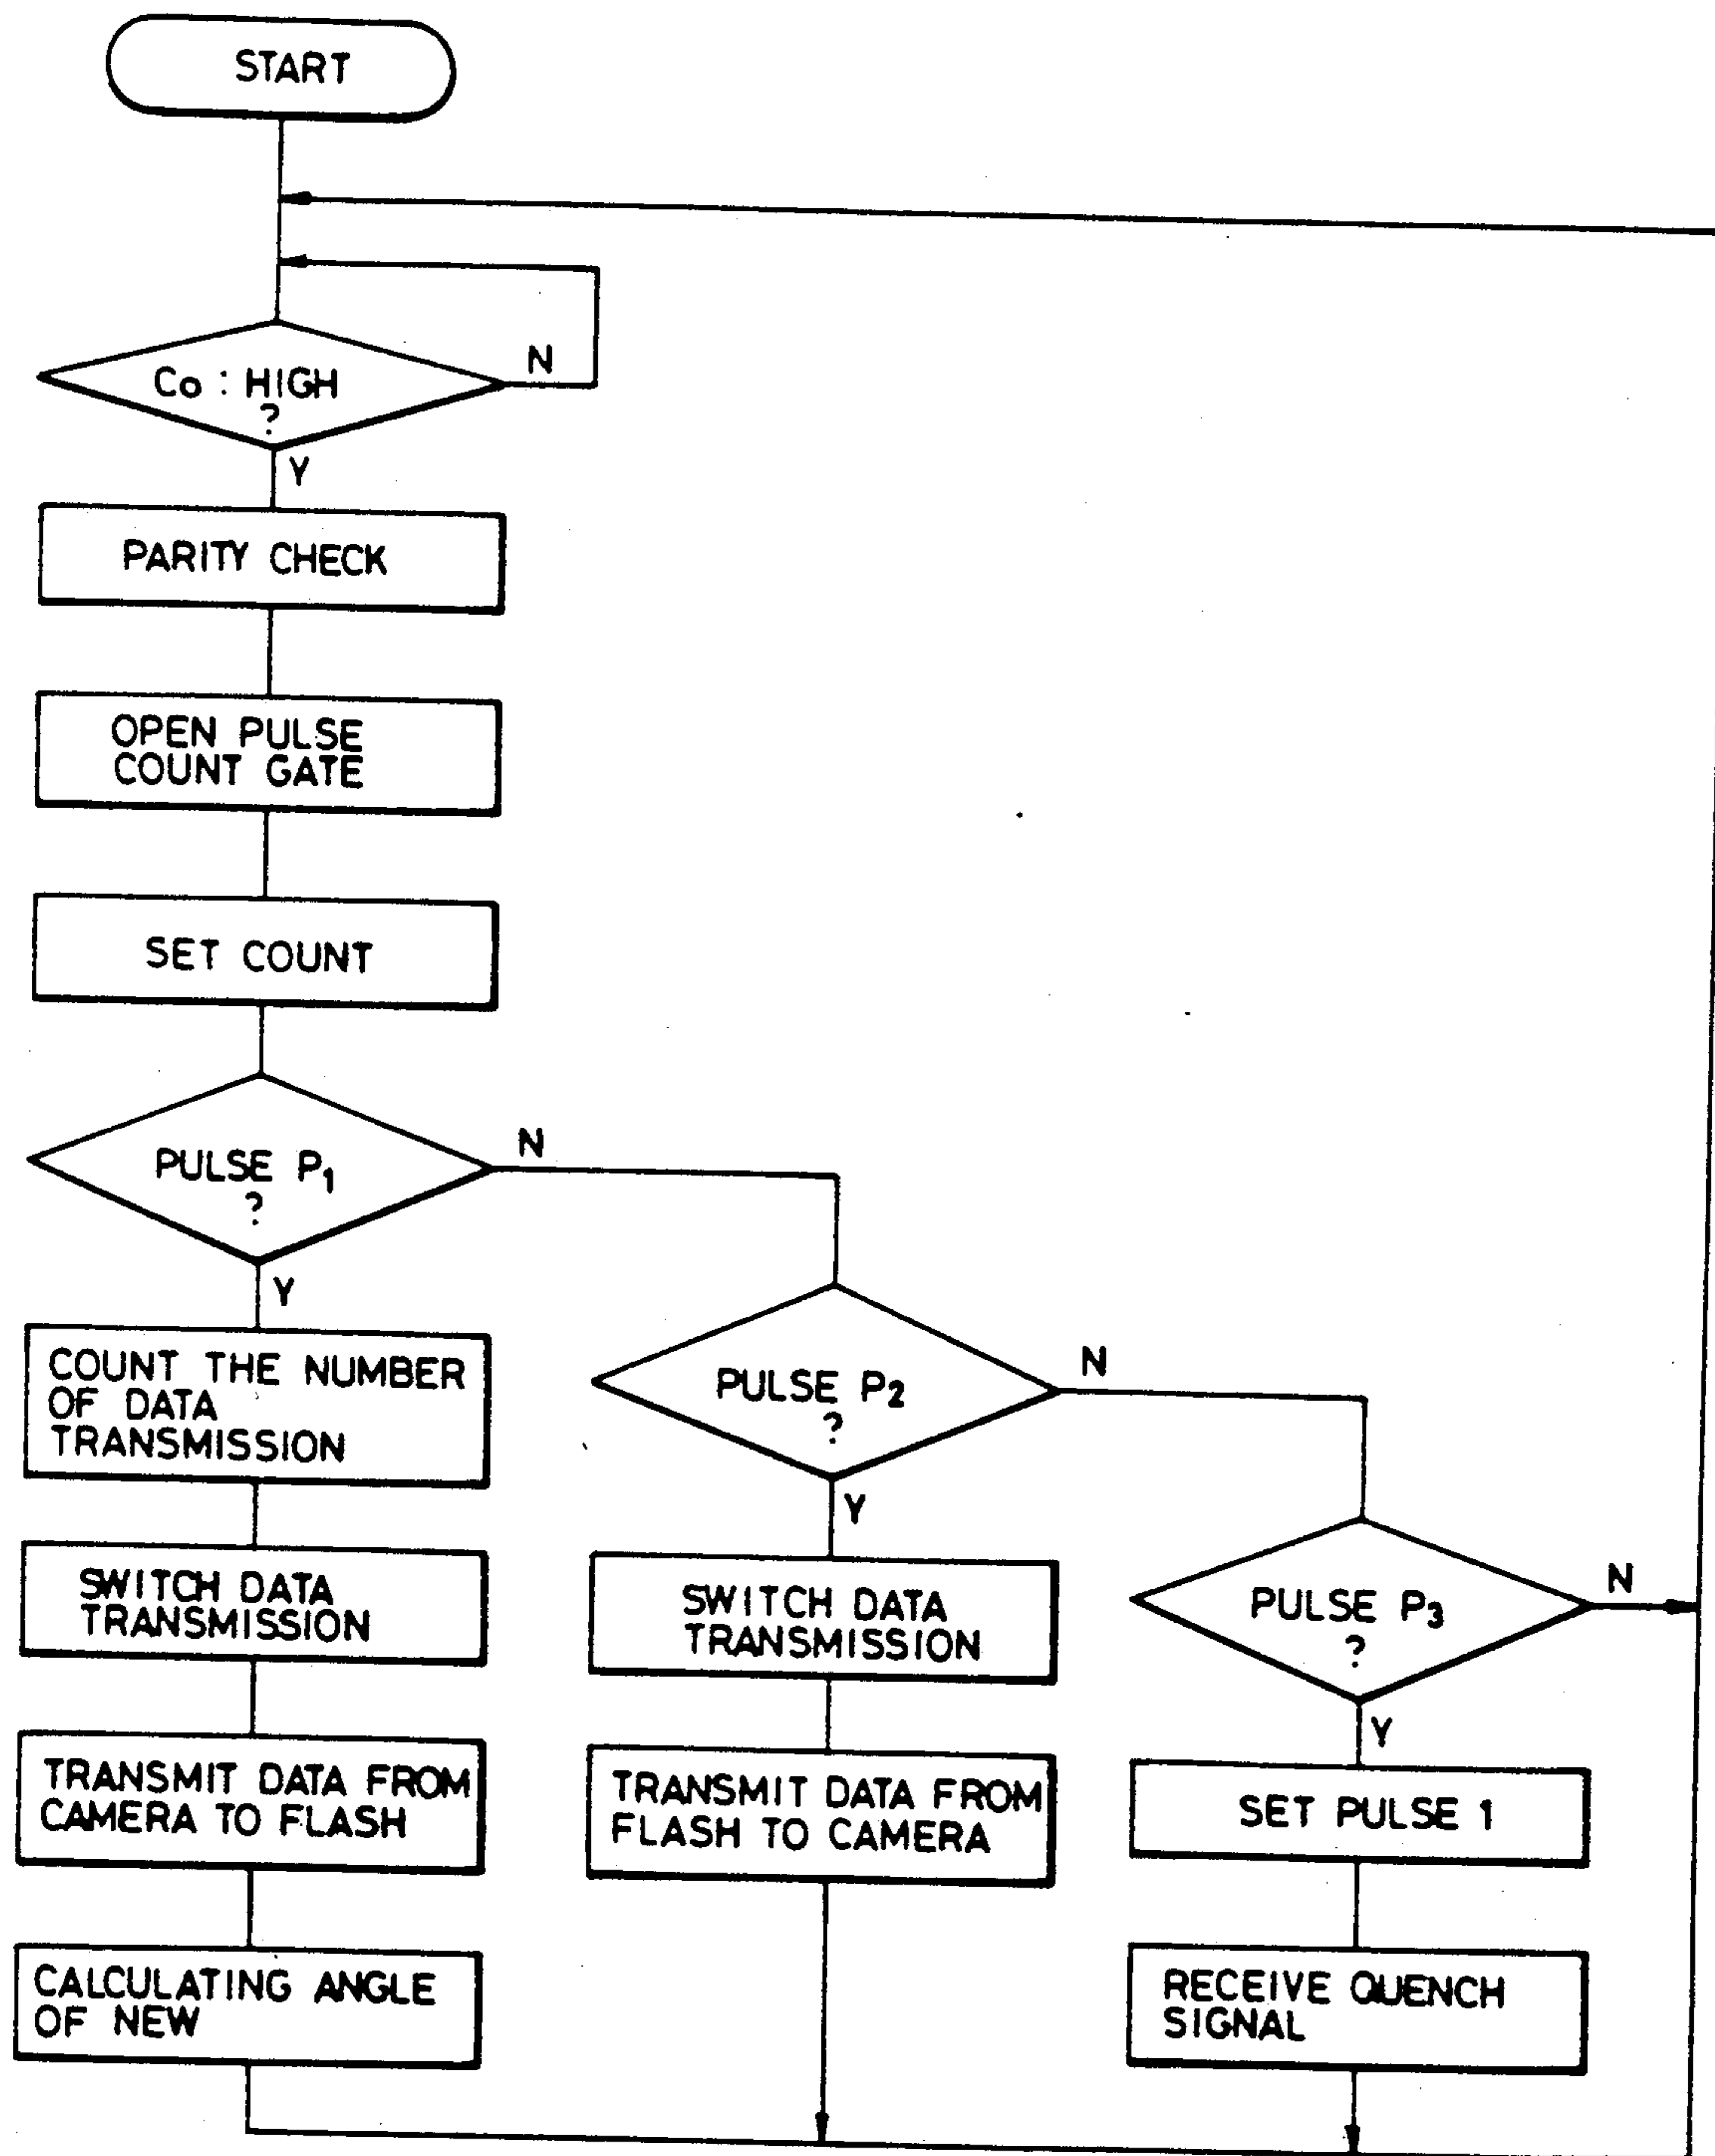 START
Co : HIGH
?
N
Y
PARITY CHECK
OPEN PULSE
COUNT GATE
SET COUNT
PULSE P₁
?
N
Y
COUNT THE NUMBER
OF DATA
TRANSMISSION
SWITCH DATA
TRANSMISSION
TRANSMIT DATA FROM
CAMERA TO FLASH
CALCULATING ANGLE
OF NEW
PULSE P₂
?
N
Y
SWITCH DATA
TRANSMISSION
TRANSMIT DATA FROM
FLASH TO CAMERA
PULSE P₃
?
N
Y
SET PULSE 1
RECEIVE QUENCH
SIGNAL